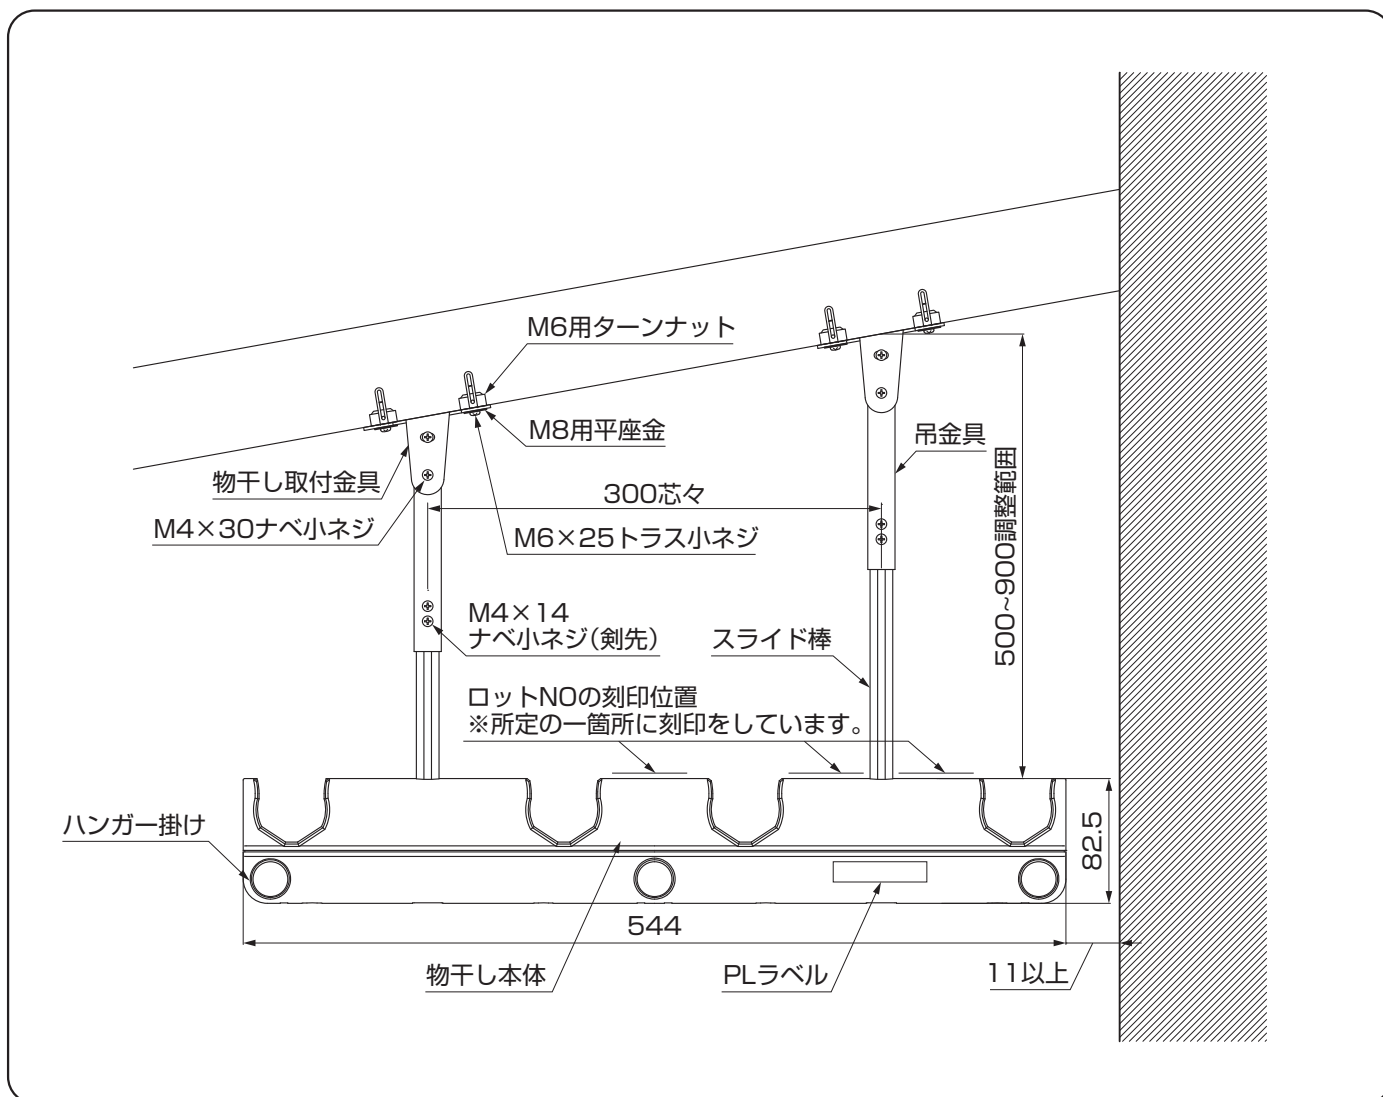 M6用ターンナット
M8用平座金
吊金具
物干し取付金具
300芯々
M4×30ナベ小ネジ
M6×25トラス小ネジ
500~900調整範囲
M4×14
ナベ小ネジ(剣先)
スライド棒
ロットNOの刻印位置
※所定の一箇所に刻印をしています。
ハンガー掛け
82.5
544
物干し本体
PLラベル
11以上